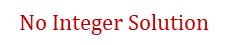 No Integer Solution